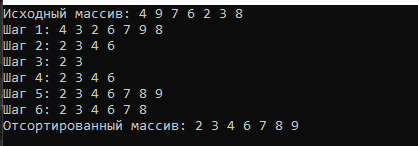 Исходный массив: 4 9 7 6 2 3 8
Шаг 1: 4 3 2 6 7 9 8
Шаг 2: 2 3 4 6
Шаг 3: 2 3
Шаг 4: 2 3 4 6
Шаг 5: 2 3 4 6 7 8 9
Шаг 6: 2 3 4 6 7 8
Отсортированный массив: 2 3 4 6 7 8 9